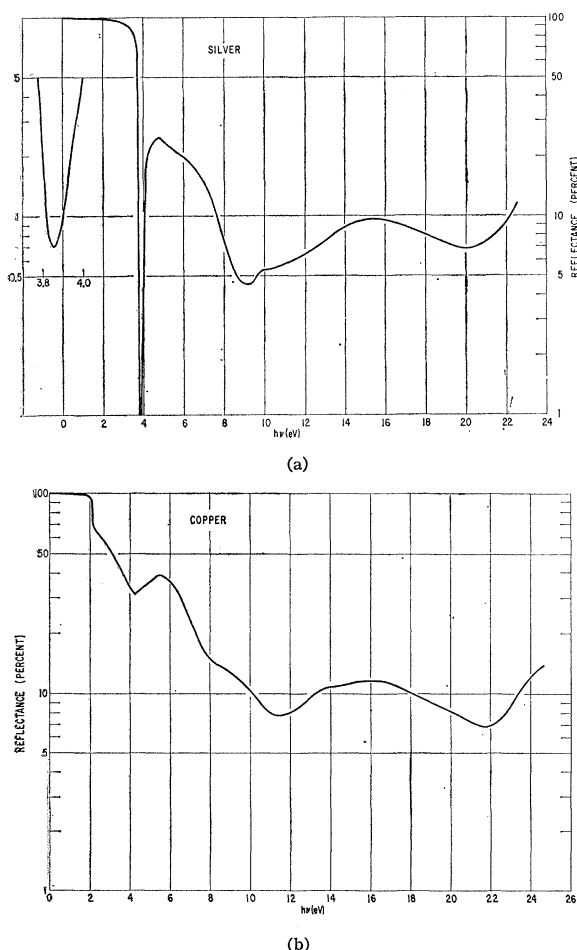 SILVER
100
50
10
5
1
REFLECTANCE (PERCENT)
5
.1
0.5
3.8 4.0
0 2 4 6 8 10 12 14 16 18 20 22 24
hν(eV)
(a)
COPPER
100
50
10
5
1
REFLECTANCE (PERCENT)
0 2 4 6 8 10 12 14 16 18 20 22 24 26
hν(eV)
(b)